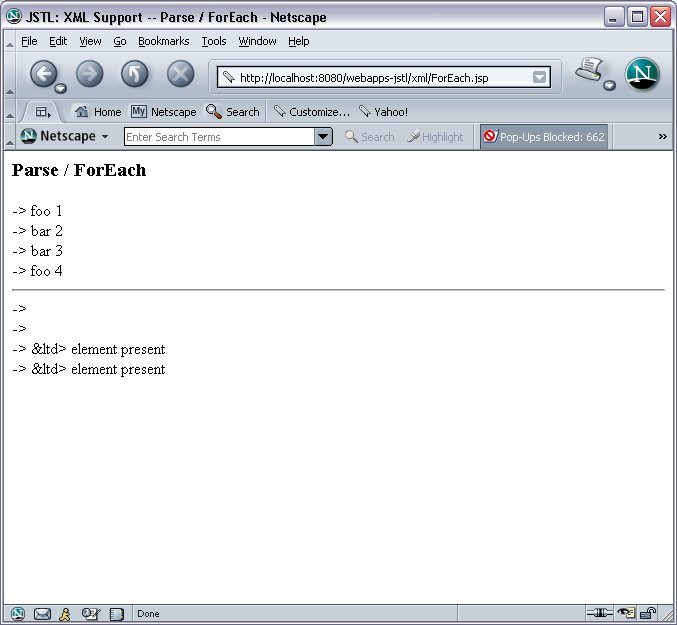 JSTL: XML Support -- Parse / ForEach - Netscape
File Edit View Go Bookmarks Tools Window Help
http://localhost:8080/webapps-jstl/xml/ForEach.jsp
N
Home My Netscape Search Customize... Yahoo!
N Netscape Enter Search Terms Search Highlight Pop-Ups Blocked: 662 »
Parse / ForEach
-> foo 1
-> bar 2
-> bar 3
-> foo 4
->
->
-> &ltd> element present
-> &ltd> element present
Done